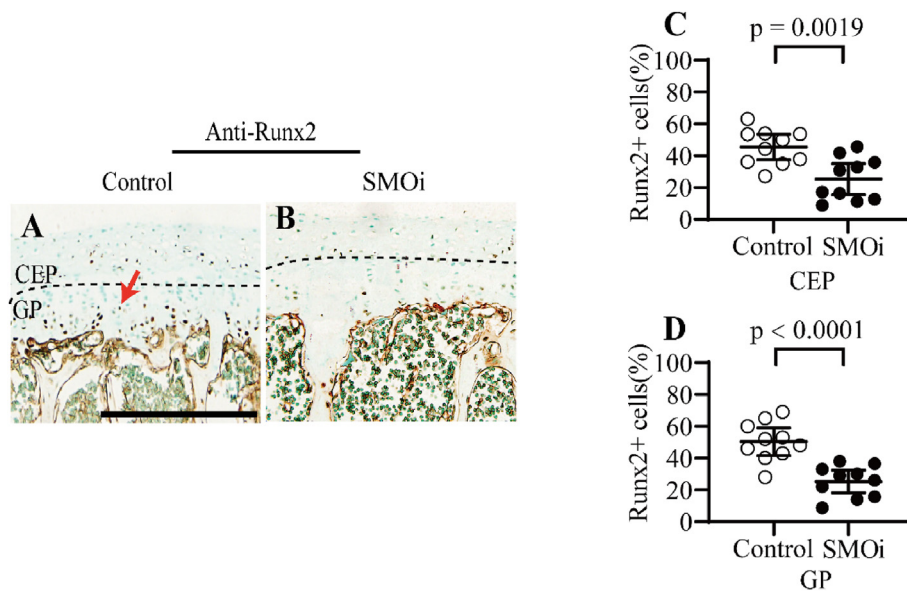 Anti-Runx2
Control SMOi
A
CEP
GP
B
C
p = 0.0019
Runx2+ cells(%)
100
80
60
40
20
0
Control SMOi
CEP
D
p < 0.0001
Runx2+ cells(%)
100
80
60
40
20
0
Control SMOi
GP